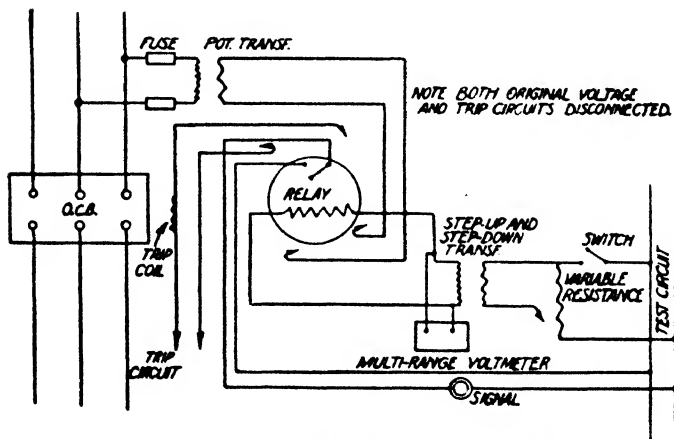 FUSE
POT. TRANSF.
NOTE BOTH ORIGINAL VOLTAGE
AND TRIP CIRCUITS DISCONNECTED.
O.C.B.
RELAY
TRIP
COIL
STEP-UP AND
STEP-DOWN
TRANSF
SWITCH
VARIABLE
RESISTANCE
TEST CIRCUIT
TRIP
CIRCUIT
MULTI-RANGE VOLTMETER
SIGNAL